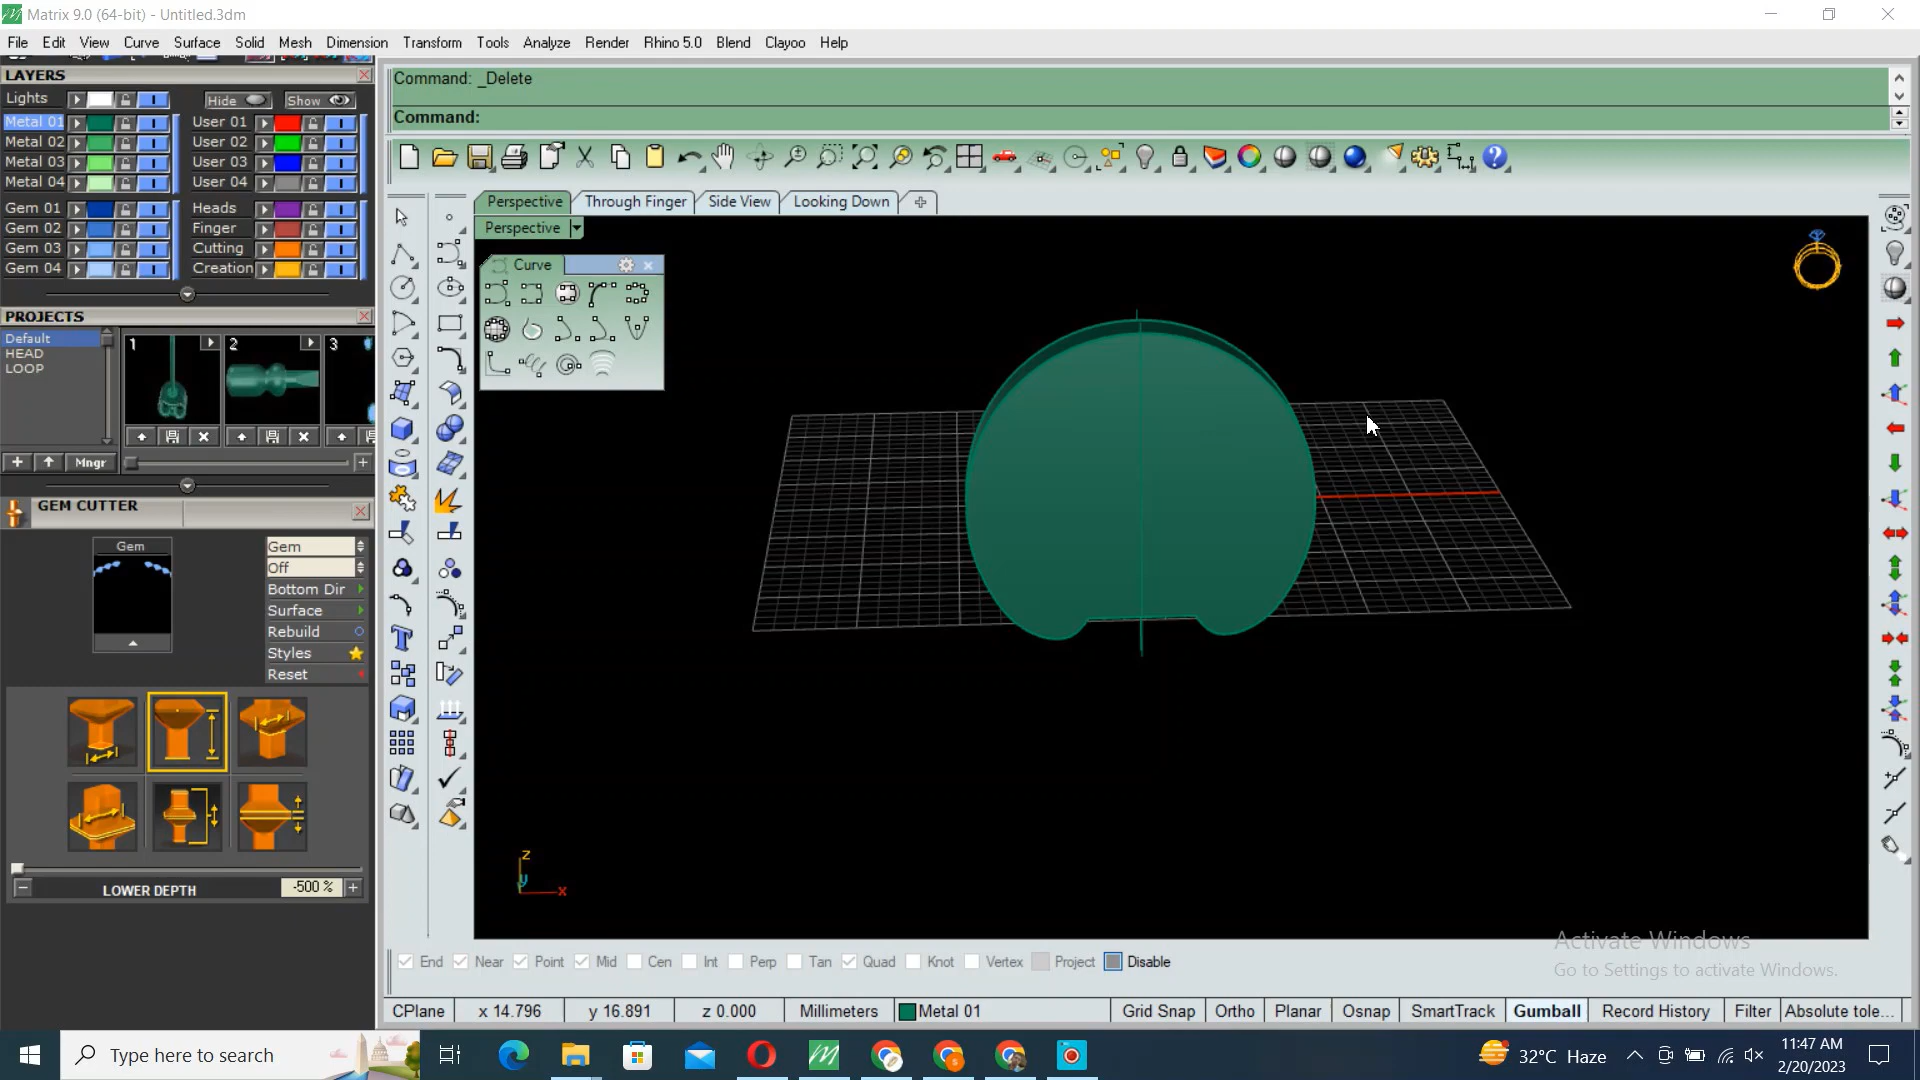 Matrix 9.0 (64-bit) - Untitled.3dm
File Edit View Curve Surface Solid Mesh Dimension Transform Tools Analyze Render Rhino 5.0 Blend Clayoo Help
LAYERS
Lights Hide Show
Metal 01 User 01
Metal 02 User 02
Metal 03 User 03
Metal 04 User 04
Gem 01 Heads
Gem 02 Finger
Gem 03 Cutting
Gem 04 Creation
PROJECTS
Default
HEAD
LOOP
1 2 3
Mngr
GEM CUTTER
Gem
Gem
Off
Bottom Dir
Surface
Rebuild
Styles
Reset
LOWER DEPTH -500 %
Command: _Delete
Command:
Perspective Through Finger Side View Looking Down
Perspective
Curve
z
y
x
End Near Point Mid Cen Int Perp Tan Quad Knot Vertex Project Disable
Activate Windows
Go to Settings to activate Windows.
CPlane x 14.796 y 16.891 z 0.000 Millimeters Metal 01 Grid Snap Ortho Planar Osnap SmartTrack Gumball Record History Filter Absolute tole...
Type here to search
32°C Haze
11:47 AM
2/20/2023